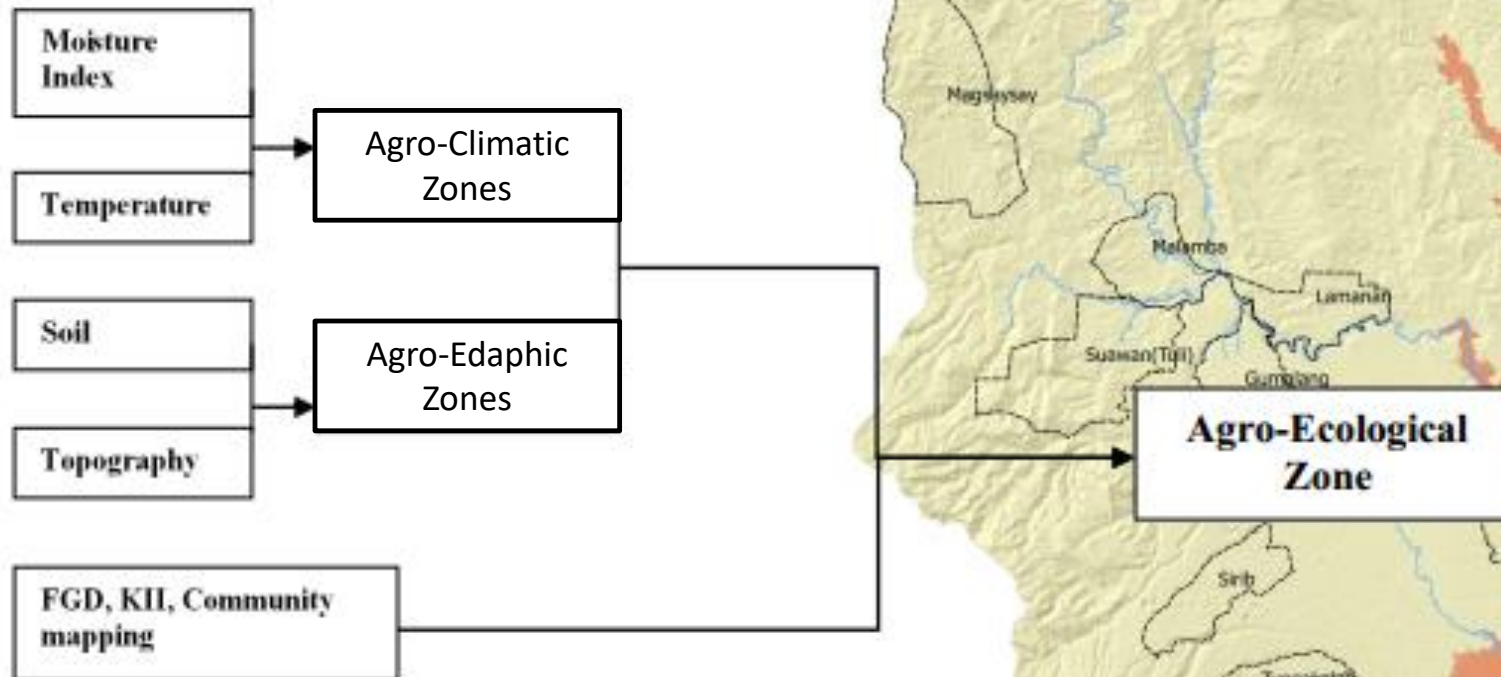 Moisture
Index
Temperature
Agro-Climatic
Zones
Soil
Topography
Agro-Edaphic
Zones
FGD, KII, Community
mapping
Agro-Ecological
Zone
Magsaysay
Malamba
Lamanan
Suawan(Tuli)
Gumalang
Sirib